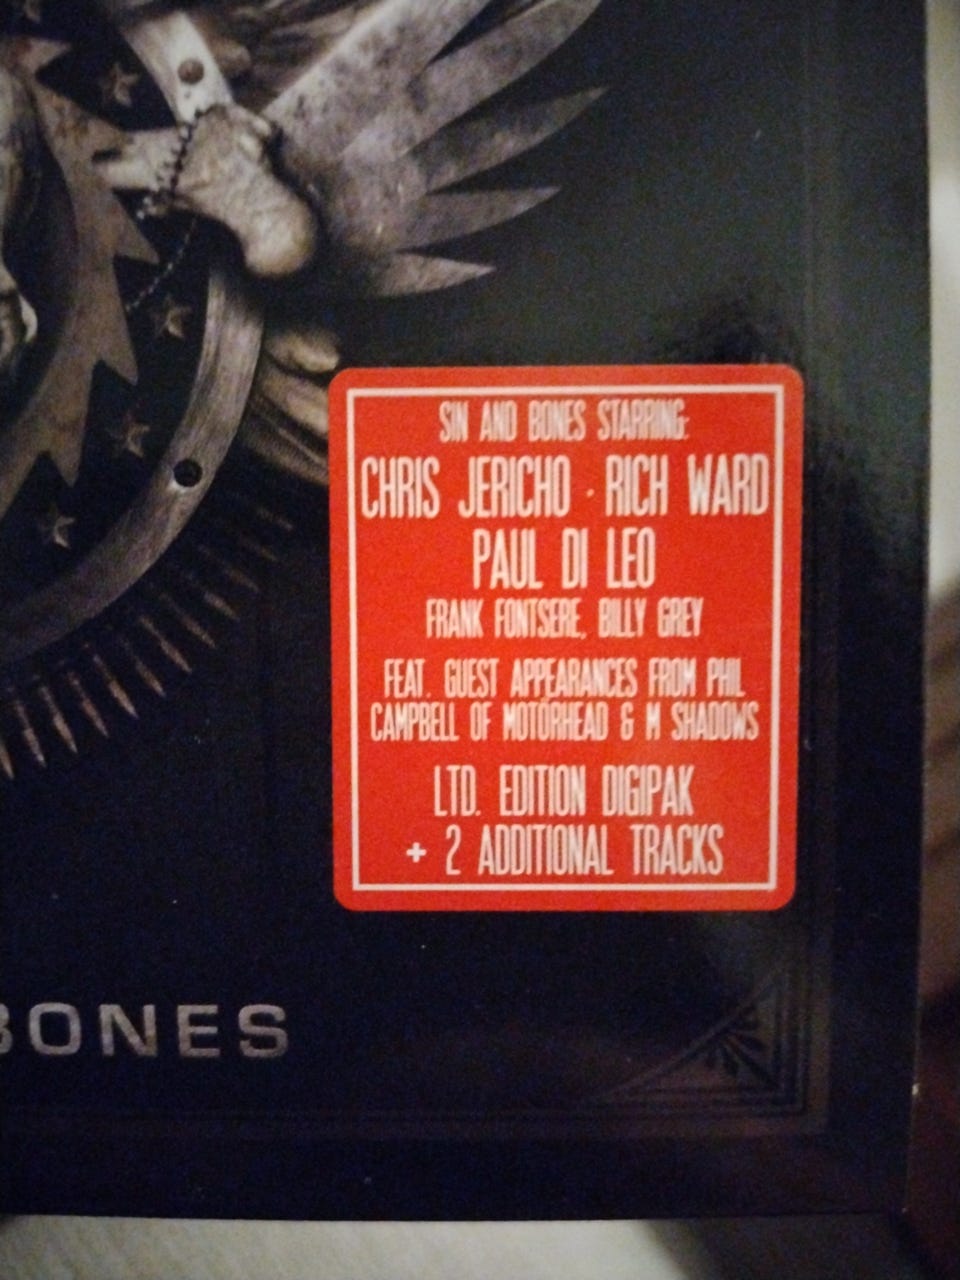 SIN AND BONES STARRING:
CHRIS JERICHO · RICH WARD
PAUL DI LEO
FRANK FONTSERE, BILLY GREY
FEAT. GUEST APPEARANCES FROM PHIL
CAMPBELL OF MOTÖRHEAD & M SHADOWS
LTD. EDITION DIGIPAK
+ 2 ADDITIONAL TRACKS
BONES